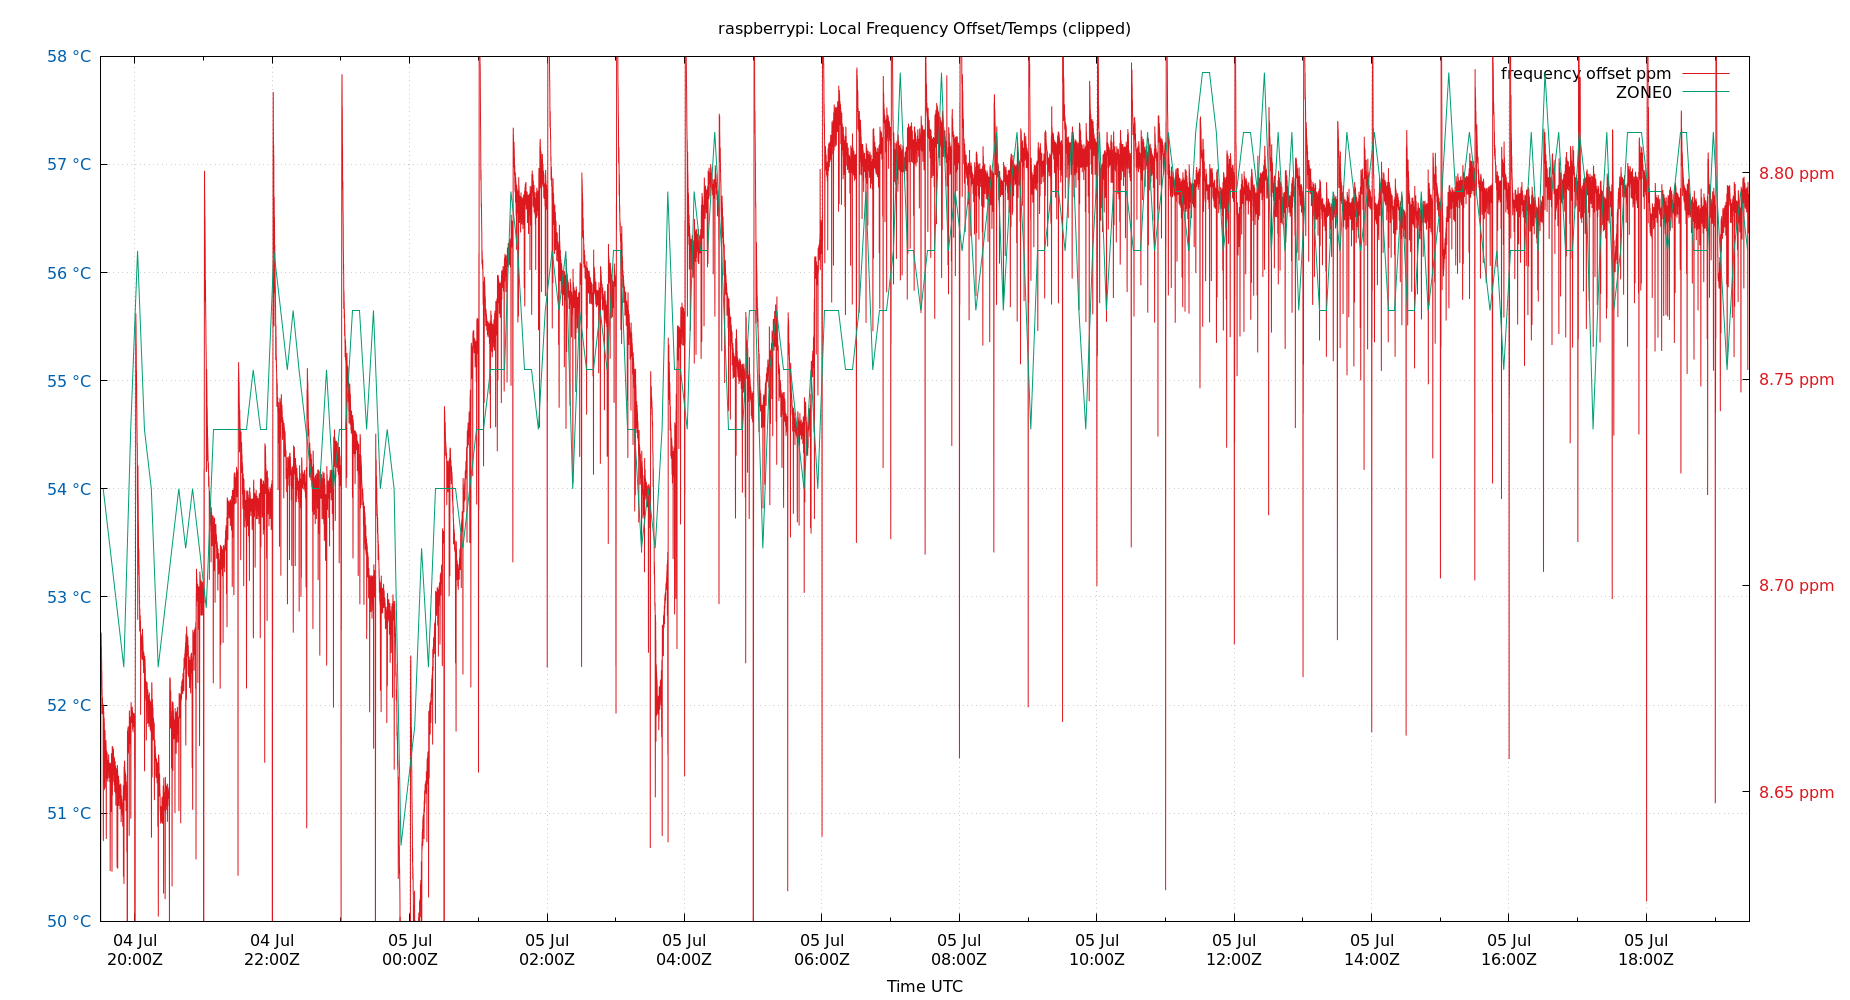 raspberrypi: Local Frequency Offset/Temps (clipped)
58 °C
57 °C
56 °C
55 °C
54 °C
53 °C
52 °C
51 °C
50 °C
frequency offset ppm
ZONE0
8.80 ppm
8.75 ppm
8.70 ppm
8.65 ppm
04 Jul
20:00Z
04 Jul
22:00Z
05 Jul
00:00Z
05 Jul
02:00Z
05 Jul
04:00Z
05 Jul
06:00Z
05 Jul
08:00Z
05 Jul
10:00Z
05 Jul
12:00Z
05 Jul
14:00Z
05 Jul
16:00Z
05 Jul
18:00Z
Time UTC